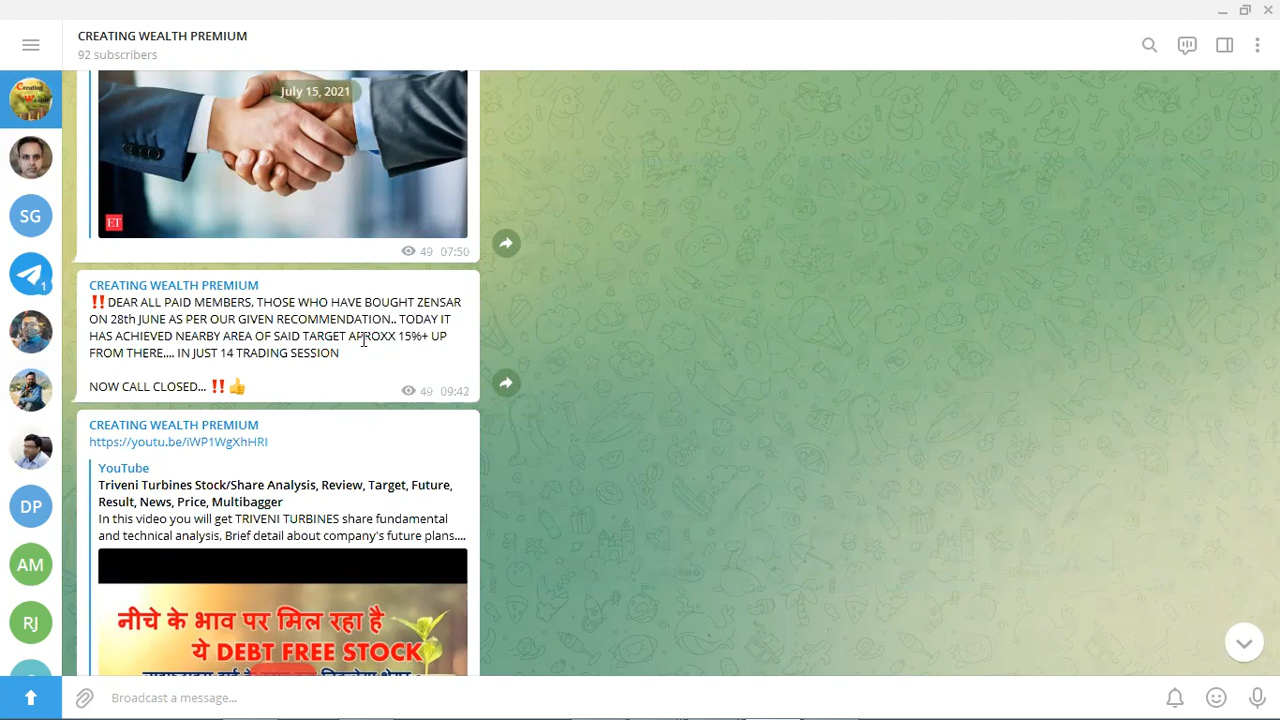 CREATING WEALTH PREMIUM
92 subscribers
Creating
SG
1
DP
AM
RJ
July 15, 2021
ET
49 07:50
CREATING WEALTH PREMIUM
‼️DEAR ALL PAID MEMBERS, THOSE WHO HAVE BOUGHT ZENSAR
ON 28th JUNE AS PER OUR GIVEN RECOMMENDATION.. TODAY IT
HAS ACHIEVED NEARBY AREA OF SAID TARGET APROXX 15%+ UP
FROM THERE.... IN JUST 14 TRADING SESSION
NOW CALL CLOSED... ‼️👍
49 09:42
CREATING WEALTH PREMIUM
https://youtu.be/iWP1WgXhHRI
YouTube
Triveni Turbines Stock/Share Analysis, Review, Target, Future,
Result, News, Price, Multibagger
In this video you will get TRIVENI TURBINES share fundamental
and technical analysis, Brief detail about company's future plans....
नीचे के भाव पर मिल रहा है
ये DEBT FREE STOCK
Broadcast a message...